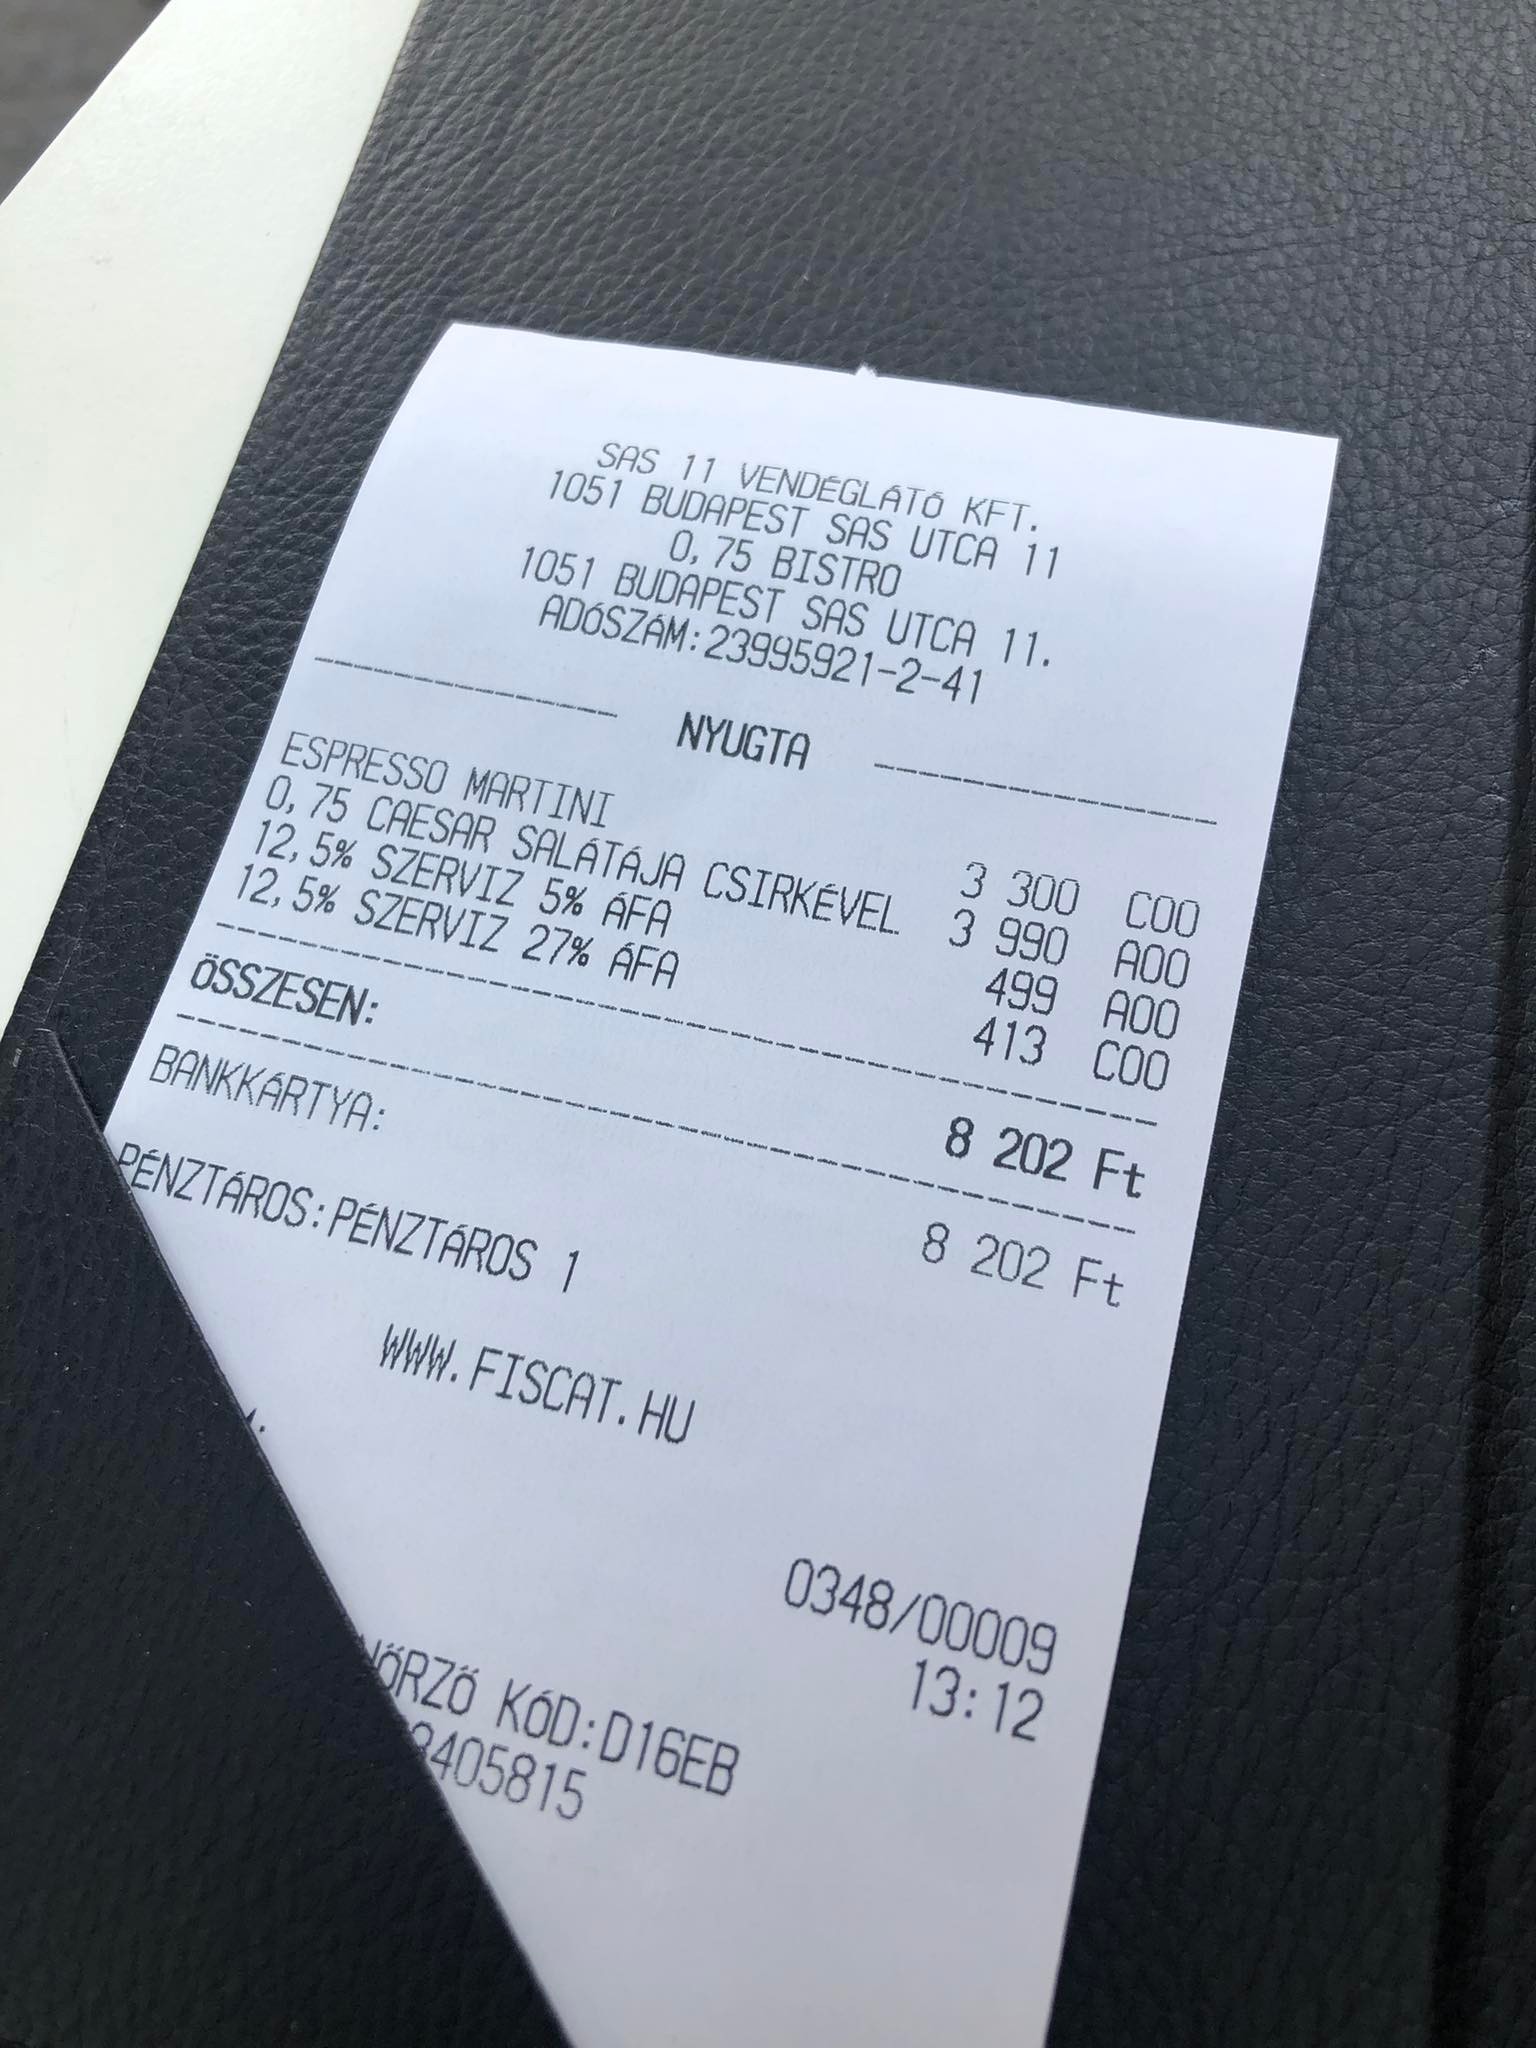 SAS 11 VENDÉGLÁTÓ KFT.
1051 BUDAPEST SAS UTCA 11
0,75 BISTRO
1051 BUDAPEST SAS UTCA 11.
ADÓSZÁM:23995921-2-41
NYUGTA
ESPRESSO MARTINI 3 300 C00
0,75 CAESAR SALÁTÁJA CSIRKÉVEL 3 990 A00
12,5% SZERVIZ 5% ÁFA 499 A00
12,5% SZERVIZ 27% ÁFA 413 C00
ÖSSZESEN: 8 202 Ft
BANKKÁRTYA: 8 202 Ft
PÉNZTÁROS:PÉNZTÁROS 1
WWW.FISCAT.HU
0348/00009
13:12
KÓD:D16EB